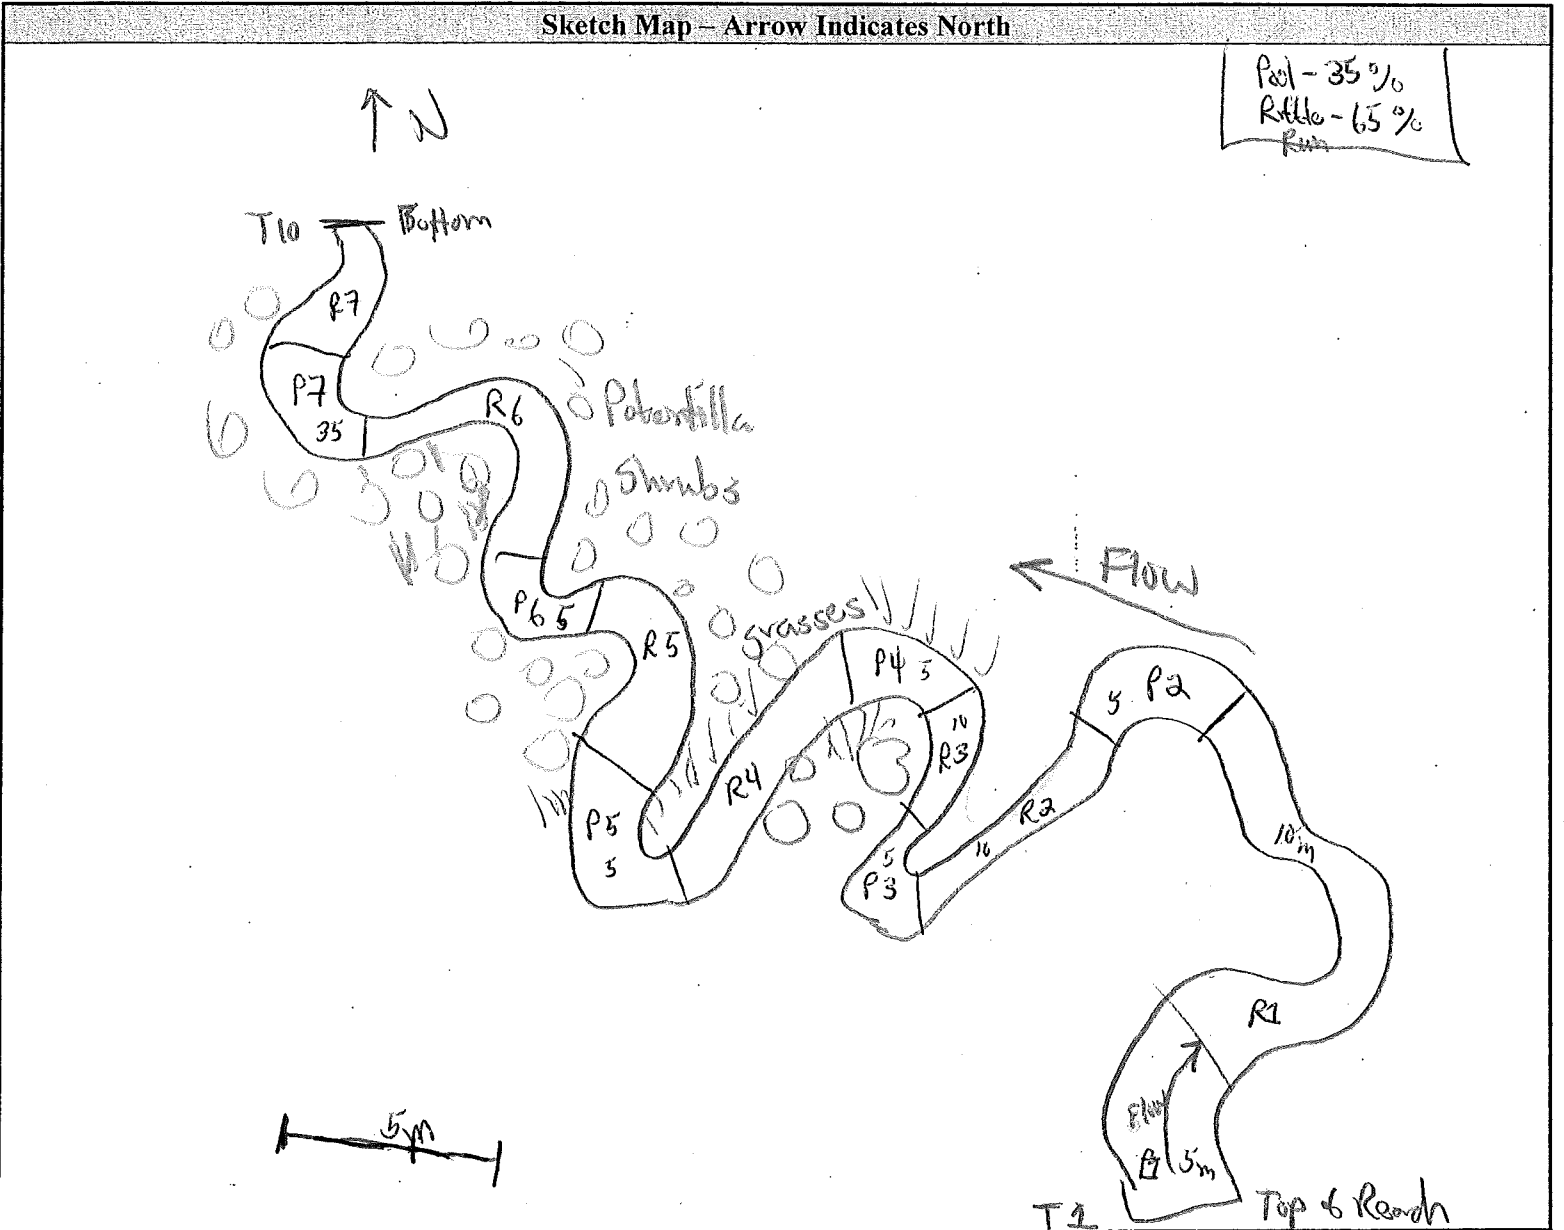 Sketch Map – Arrow Indicates North
Pool - 35%
Riffle - 65%
Run
N
T10
Bottom
R7
P7
35
R6
Potentilla
Shrubs
Flow
P6 5
R5
grasses
P4 5
5 P2
10
R3
R4
R2
10
10m
P5
5
5
P3
R1
5m
Flow
P1 5m
T1
Top of Reach